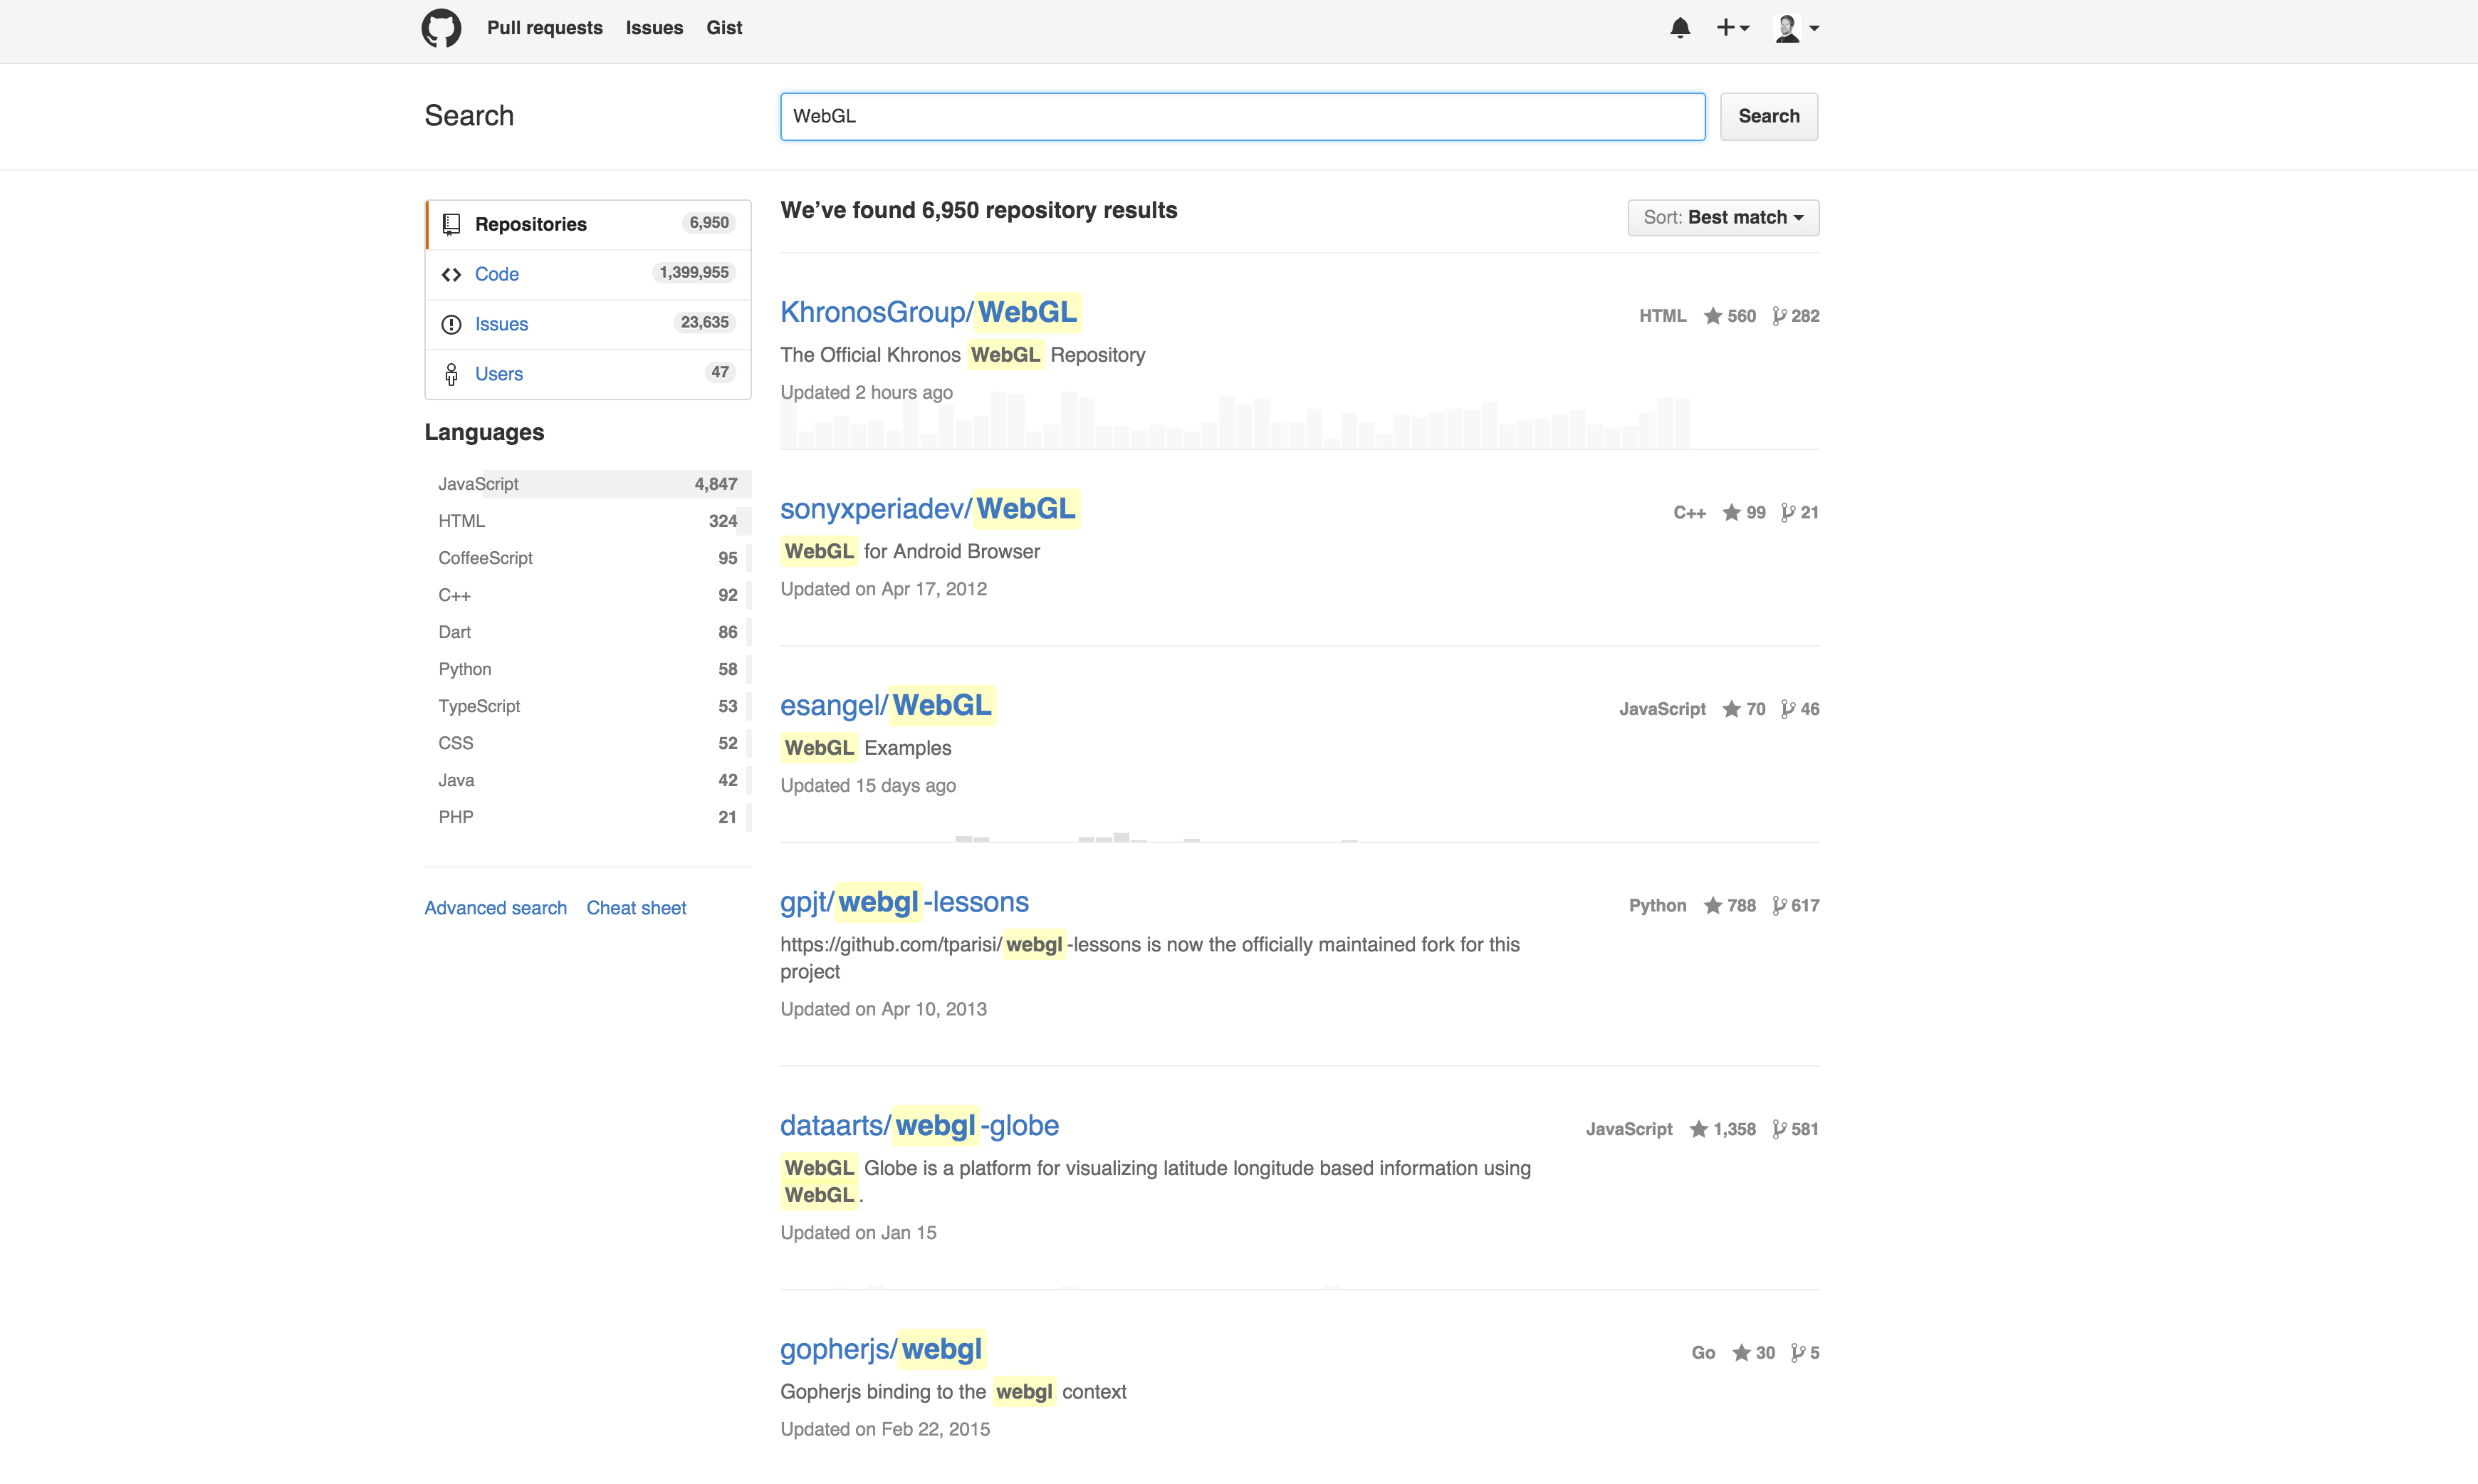 Pull requests Issues Gist
Search WebGL Search
Repositories 6,950
Code 1,399,955
Issues 23,635
Users 47
Languages
JavaScript 4,847
HTML 324
CoffeeScript 95
C++ 92
Dart 86
Python 58
TypeScript 53
CSS 52
Java 42
PHP 21
Advanced search Cheat sheet
We’ve found 6,950 repository results
Sort: Best match
KhronosGroup/WebGL
HTML 560 282
The Official Khronos WebGL Repository
Updated 2 hours ago
sonyxperiadev/WebGL
C++ 99 21
WebGL for Android Browser
Updated on Apr 17, 2012
esangel/WebGL
JavaScript 70 46
WebGL Examples
Updated 15 days ago
gpjt/webgl-lessons
Python 788 617
https://github.com/tparisi/webgl-lessons is now the officially maintained fork for this
project
Updated on Apr 10, 2013
dataarts/webgl-globe
JavaScript 1,358 581
WebGL Globe is a platform for visualizing latitude longitude based information using
WebGL.
Updated on Jan 15
gopherjs/webgl
Go 30 5
Gopherjs binding to the webgl context
Updated on Feb 22, 2015